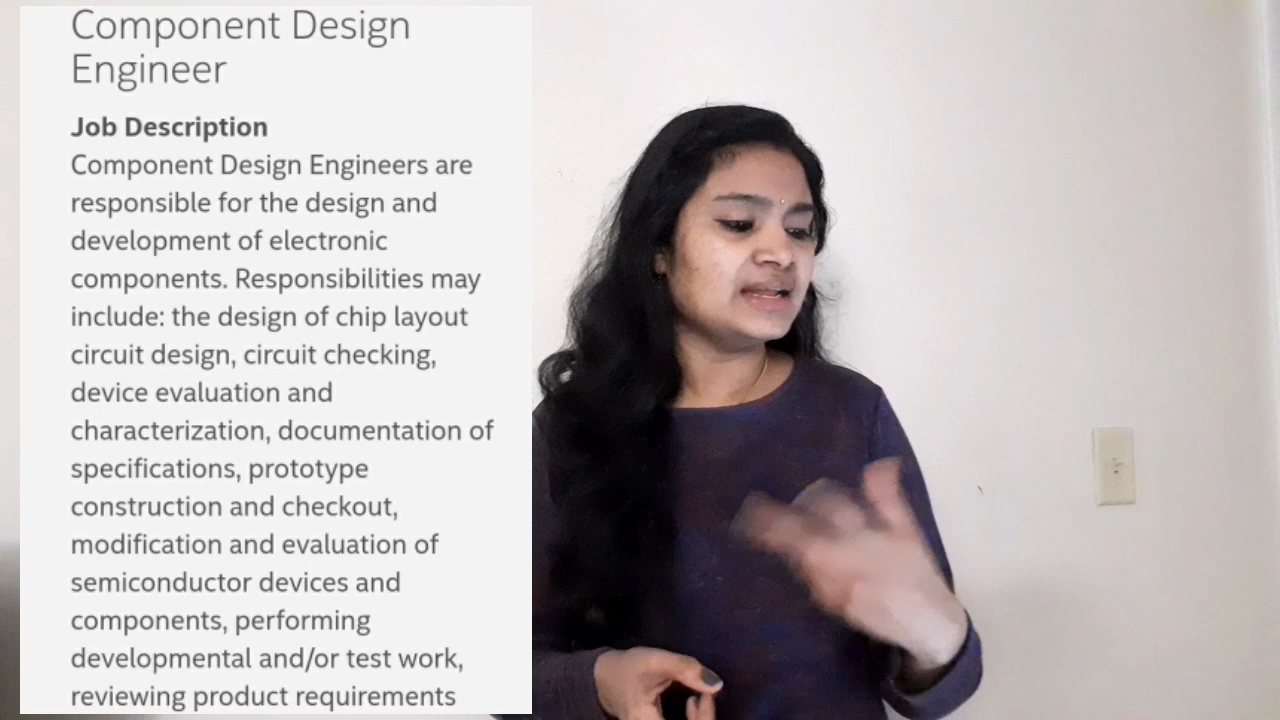 Component Design
Engineer
Job Description
Component Design Engineers are
responsible for the design and
development of electronic
components. Responsibilities may
include: the design of chip layout
circuit design, circuit checking,
device evaluation and
characterization, documentation of
specifications, prototype
construction and checkout,
modification and evaluation of
semiconductor devices and
components, performing
developmental and/or test work,
reviewing product requirements